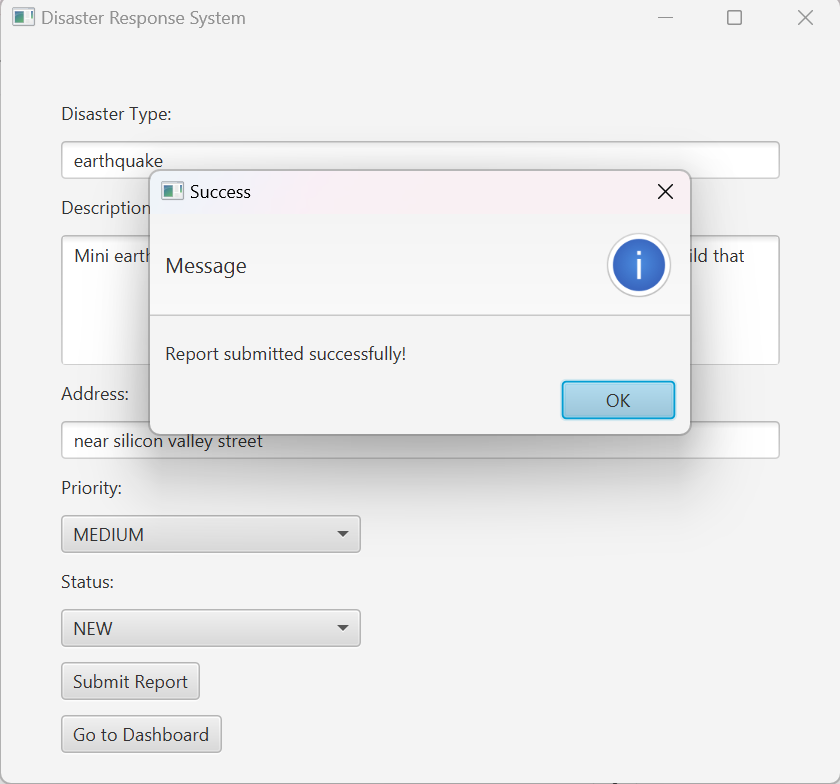 Disaster Response System
Disaster Type:
earthquake
Success
Description
Mini earth
ild that
Message
Report submitted successfully!
OK
Address:
near silicon valley street
Priority:
MEDIUM
Status:
NEW
Submit Report
Go to Dashboard